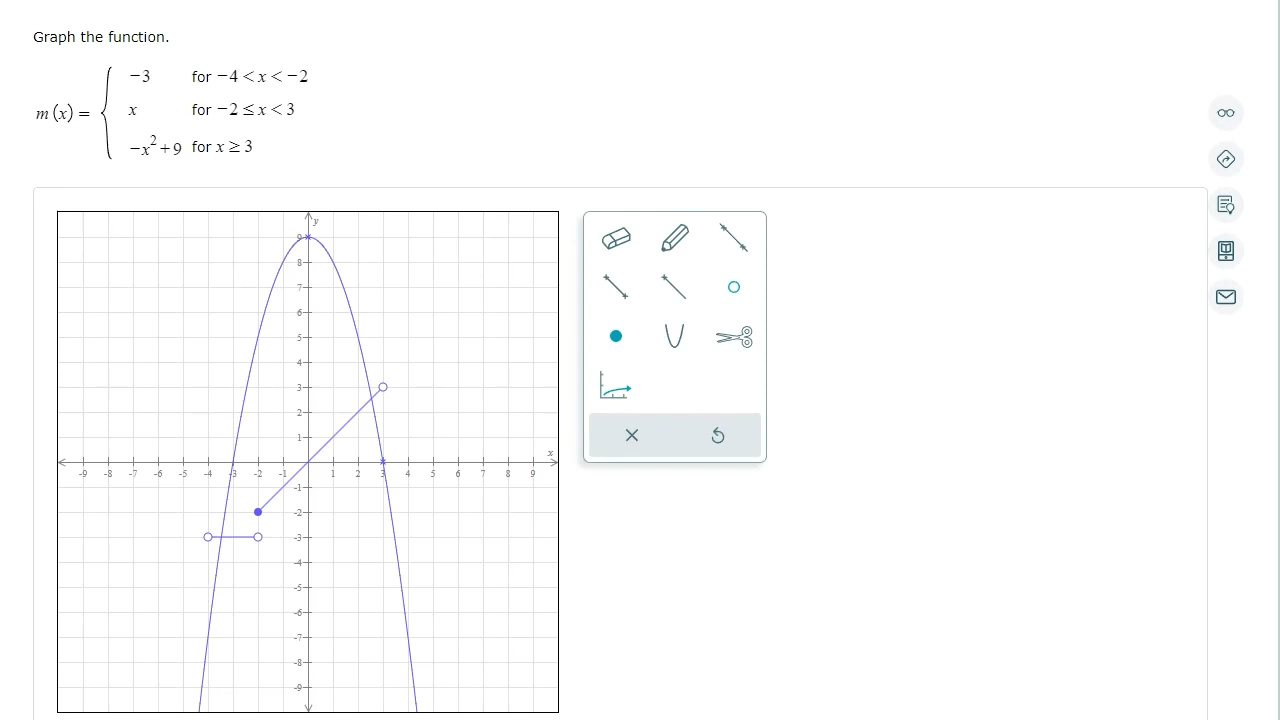 Graph the function.
−3 for −4 < x < −2
m (x) = x for −2 ≤ x < 3
−x² + 9 for x ≥ 3
y
9
8
7
6
5
4
3
2
1
x
-9 -8 -7 -6 -5 -4 -3 -2 -1 1 2 3 4 5 6 7 8 9
-1
-2
-3
-4
-5
-6
-7
-8
-9